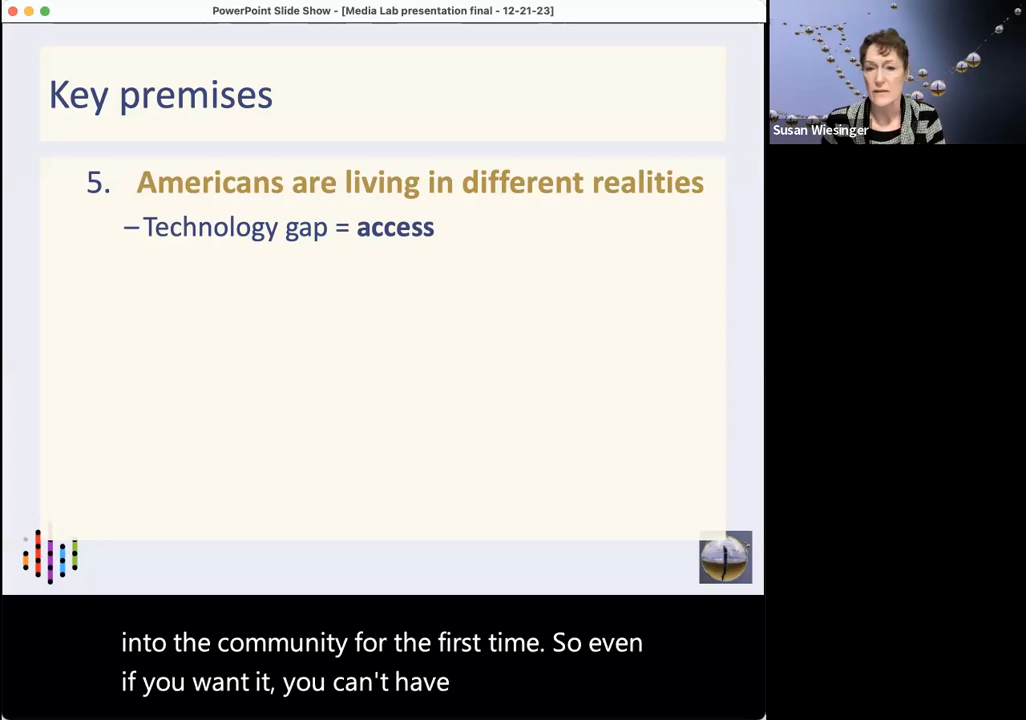 PowerPoint Slide Show - [Media Lab presentation final - 12-21-23]
Key premises
5. Americans are living in different realities
– Technology gap = access
Susan Wiesinger
into the community for the first time. So even
if you want it, you can't have